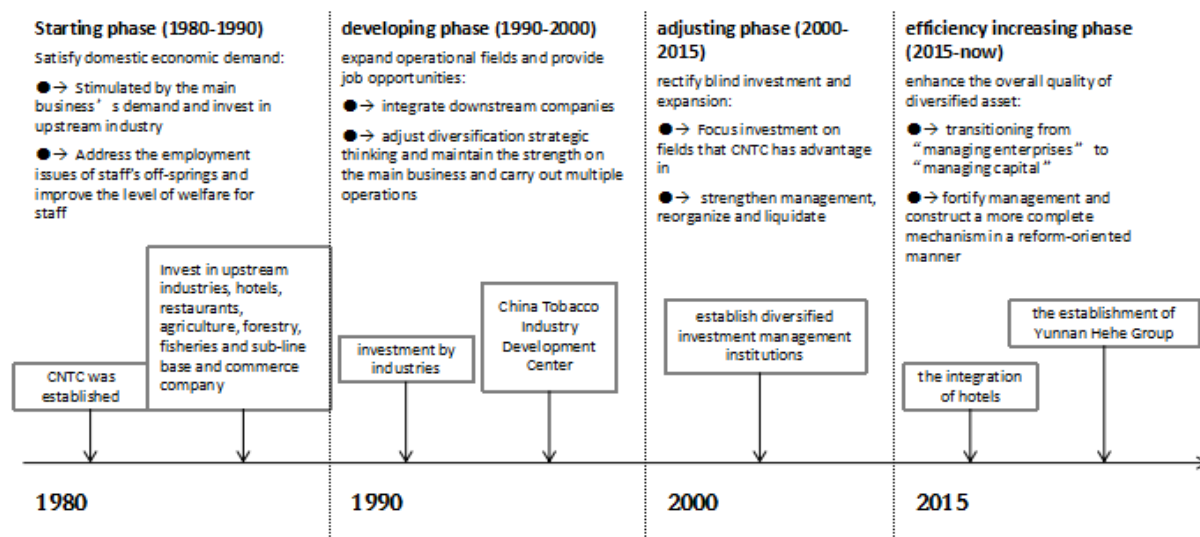 Starting phase (1980-1990)
Satisfy domestic economic demand:
●→ Stimulated by the main
business’s demand and invest in
upstream industry
●→ Address the employment
issues of staff's off-springs and
improve the level of welfare for
staff
developing phase (1990-2000)
expand operational fields and provide
job opportunities:
●→ integrate downstream companies
●→ adjust diversification strategic
thinking and maintain the strength on
the main business and carry out multiple
operations
adjusting phase (2000-
2015)
rectify blind investment and
expansion:
●→ Focus investment on
fields that CNTC has advantage
in
●→ strengthen management,
reorganize and liquidate
efficiency increasing phase
(2015-now)
enhance the overall quality of
diversified asset:
●→ transitioning from
“managing enterprises” to
“managing capital”
●→ fortify management and
construct a more complete
mechanism in a reform-oriented
manner
CNTC was
established
Invest in upstream
industries, hotels,
restaurants,
agriculture, forestry,
fisheries and sub-line
base and commerce
company
investment by
industries
China Tobacco
Industry
Development
Center
establish diversified
investment management
institutions
the integration
of hotels
the establishment of
Yunnan Hehe Group
1980
1990
2000
2015